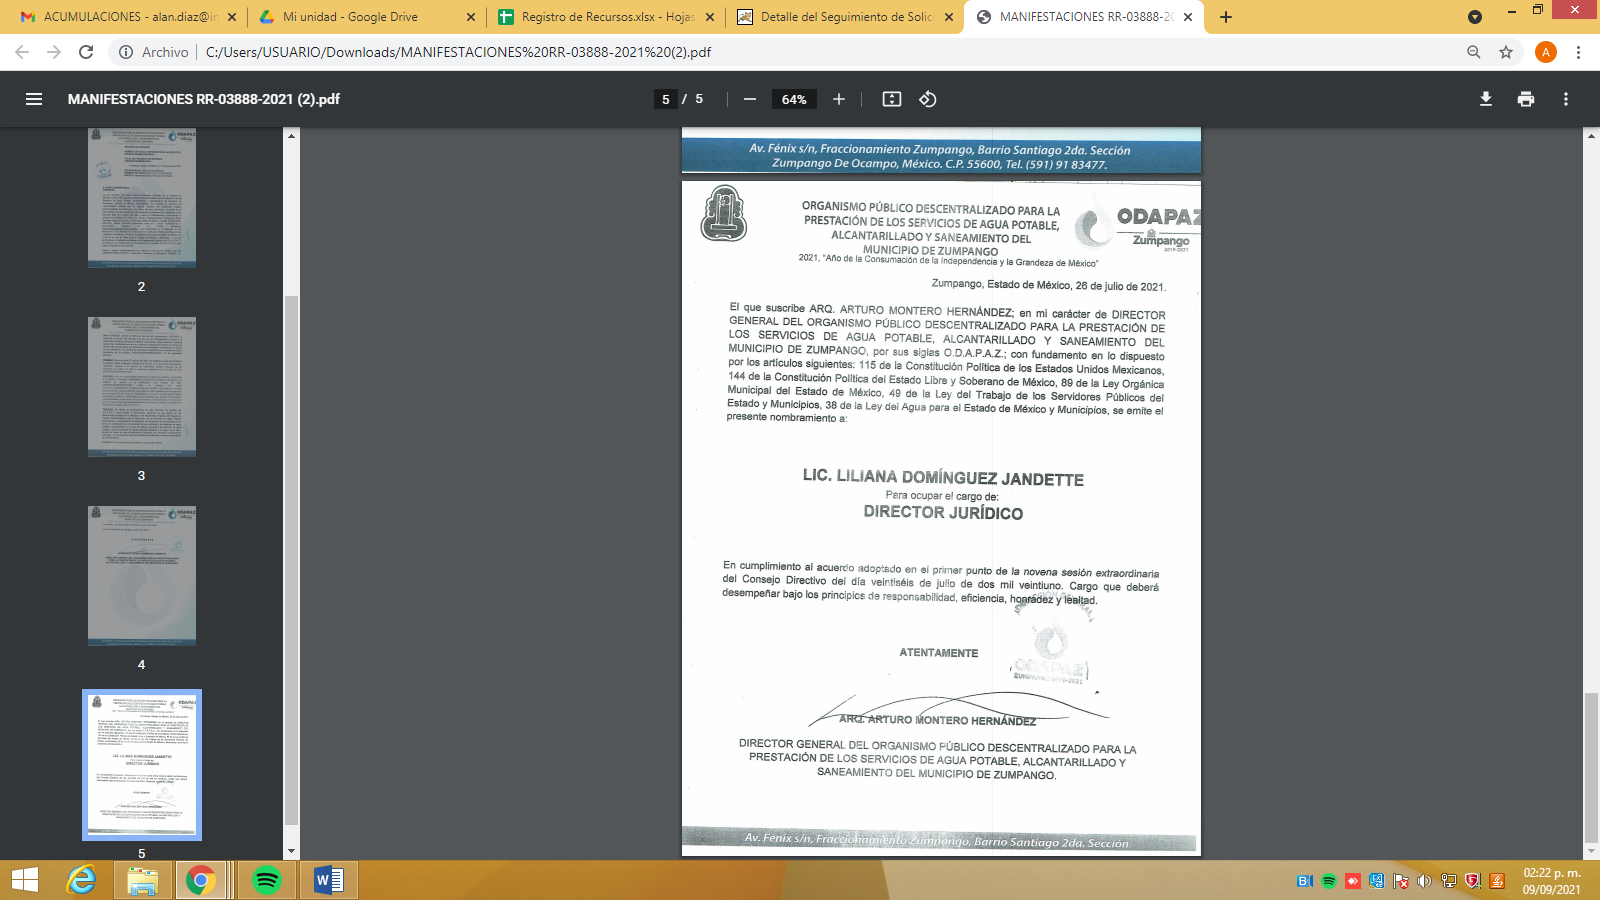 ACUMULACIONES - alan.diaz@in
Mi unidad - Google Drive
Registro de Recursos.xlsx - Hojas
Detalle del Seguimiento de Solici
MANIFESTACIONES RR-03888-20
Archivo
C:/Users/USUARIO/Downloads/MANIFESTACIONES%20RR-03888-2021%20(2).pdf
A
MANIFESTACIONES RR-03888-2021 (2).pdf
5 / 5
64%
2
3
4
5
Av. Fénix s/n, Fraccionamiento Zumpango, Barrio Santiago 2da. Sección
Zumpango De Ocampo, México. C.P. 55600, Tel. (591) 91 83477.
ORGANISMO PÚBLICO DESCENTRALIZADO PARA LA
PRESTACIÓN DE LOS SERVICIOS DE AGUA POTABLE,
ALCANTARILLADO Y SANEAMIENTO DEL
MUNICIPIO DE ZUMPANGO
2021, "Año de la Consumación de la Independencia y la Grandeza de México"
ODAPAZ
Zumpango
2019-2021
Zumpango, Estado de México, 26 de julio de 2021.
El que suscribe ARQ. ARTURO MONTERO HERNÁNDEZ; en mi carácter de DIRECTOR
GENERAL DEL ORGANISMO PÚBLICO DESCENTRALIZADO PARA LA PRESTACIÓN DE
LOS SERVICIOS DE AGUA POTABLE, ALCANTARILLADO Y SANEAMIENTO DEL
MUNICIPIO DE ZUMPANGO, por sus siglas O.D.A.P.A.Z.; con fundamento en lo dispuesto
por los artículos siguientes: 115 de la Constitución Política de los Estados Unidos Mexicanos,
144 de la Constitución Política del Estado Libre y Soberano de México, 89 de la Ley Orgánica
Municipal del Estado de México, 49 de la Ley del Trabajo de los Servidores Públicos del
Estado y Municipios, 38 de la Ley del Agua para el Estado de México y Municipios, se emite el
presente nombramiento a:
LIC. LILIANA DOMÍNGUEZ JANDETTE
Para ocupar el cargo de:
DIRECTOR JURÍDICO
En cumplimiento al acuerdo adoptado en el primer punto de la novena sesión extraordinaria
del Consejo Directivo del día veintiséis de julio de dos mil veintiuno. Cargo que deberá
desempeñar bajo los principios de responsabilidad, eficiencia, honradez y lealtad.
ATENTAMENTE
ODAPAZ
ZUMPANGO 2019-2021
ARQ. ARTURO MONTERO HERNÁNDEZ
DIRECTOR GENERAL DEL ORGANISMO PÚBLICO DESCENTRALIZADO PARA LA
PRESTACIÓN DE LOS SERVICIOS DE AGUA POTABLE, ALCANTARILLADO Y
SANEAMIENTO DEL MUNICIPIO DE ZUMPANGO.
Av. Fénix s/n, Fraccionamiento Zumpango, Barrio Santiago 2da. Sección
02:22 p. m.
09/09/2021